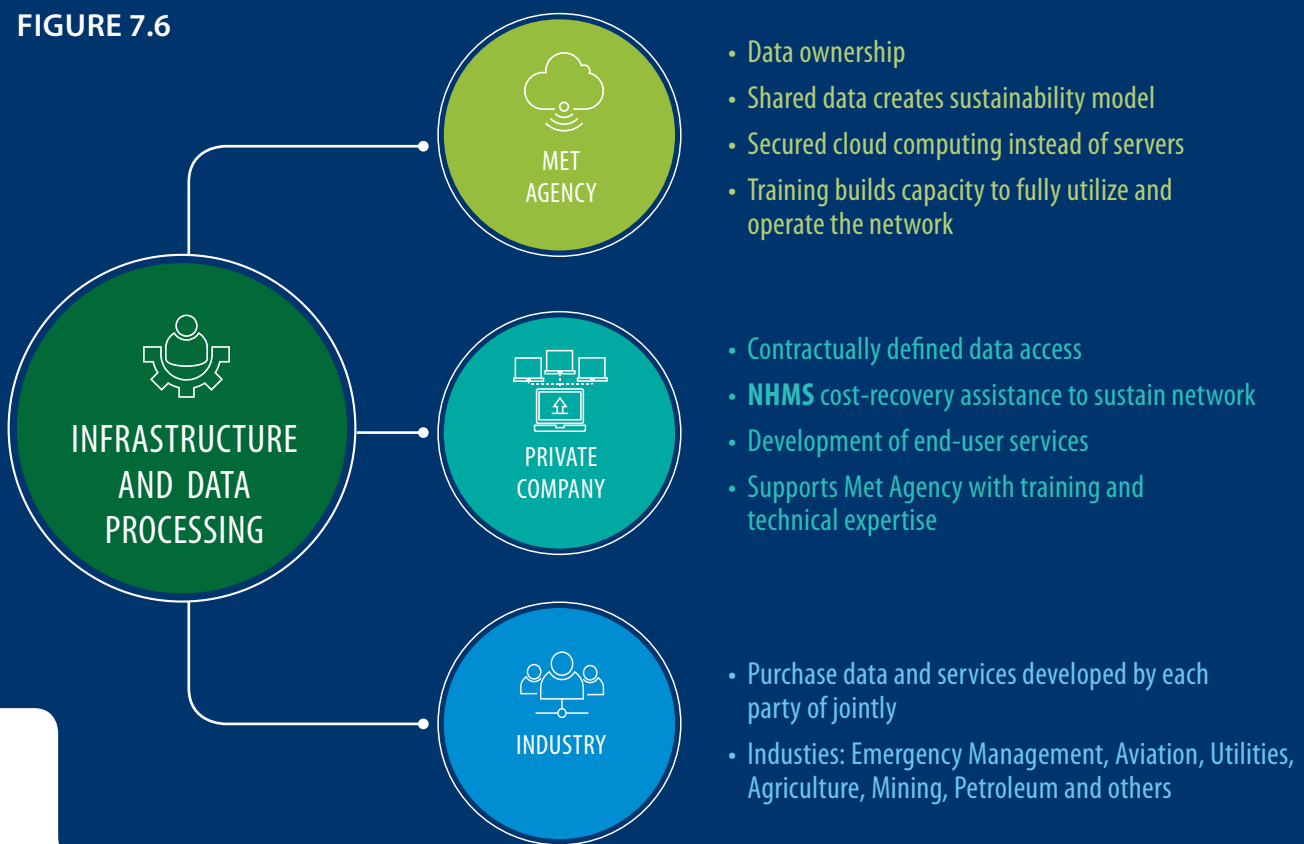 FIGURE 7.6
INFRASTRUCTURE
AND DATA
PROCESSING
MET
AGENCY
• Data ownership
• Shared data creates sustainability model
• Secured cloud computing instead of servers
• Training builds capacity to fully utilize and
operate the network
PRIVATE
COMPANY
• Contractually defined data access
• NHMS cost-recovery assistance to sustain network
• Development of end-user services
• Supports Met Agency with training and
technical expertise
INDUSTRY
• Purchase data and services developed by each
party of jointly
• Industies: Emergency Management, Aviation, Utilities,
Agriculture, Mining, Petroleum and others